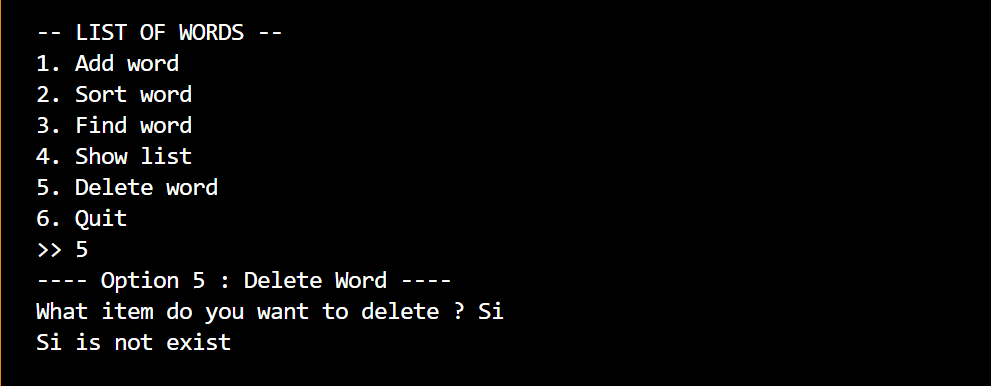 -- LIST OF WORDS --
1. Add word
2. Sort word
3. Find word
4. Show list
5. Delete word
6. Quit
>> 5
---- Option 5 : Delete Word ----
What item do you want to delete ? Si
Si is not exist